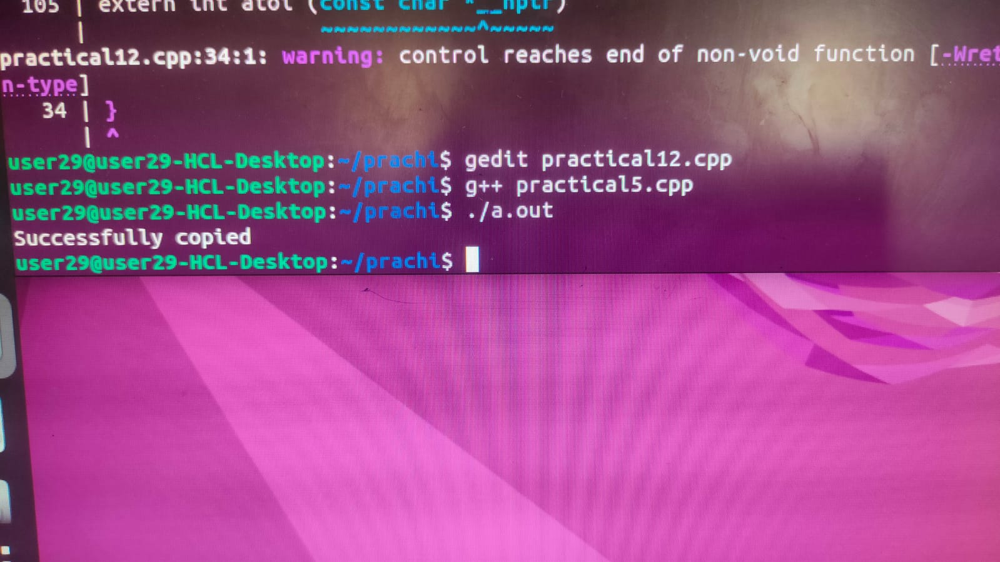 105 | extern int atoi (const char *__nptr)
| ~~~~~~~~~~~~^~~~~
practical12.cpp:34:1: warning: control reaches end of non-void function [-Wret
n-type]
34 | }
| ^
user29@user29-HCL-Desktop:~/prachi$ gedit practical12.cpp
user29@user29-HCL-Desktop:~/prachi$ g++ practical5.cpp
user29@user29-HCL-Desktop:~/prachi$ ./a.out
Successfully copied
user29@user29-HCL-Desktop:~/prachi$